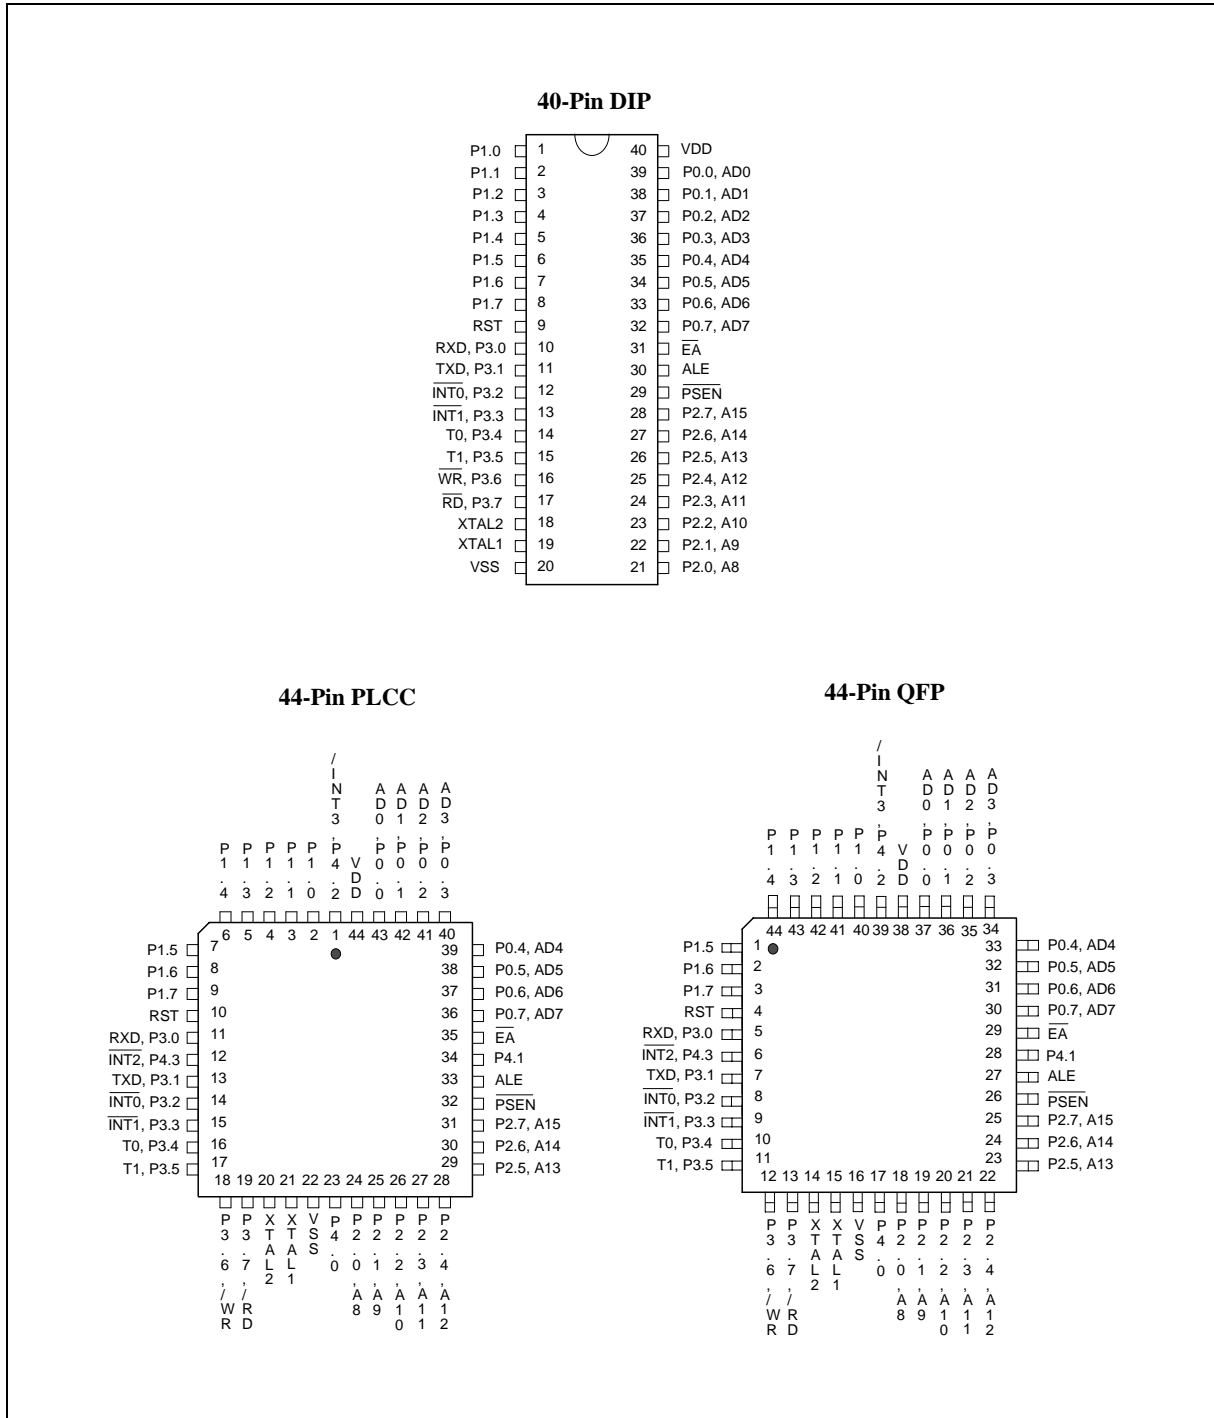 40-Pin DIP
P1.0 1 40 VDD
P1.1 2 39 P0.0, AD0
P1.2 3 38 P0.1, AD1
P1.3 4 37 P0.2, AD2
P1.4 5 36 P0.3, AD3
P1.5 6 35 P0.4, AD4
P1.6 7 34 P0.5, AD5
P1.7 8 33 P0.6, AD6
RST 9 32 P0.7, AD7
RXD, P3.0 10 31 EA
TXD, P3.1 11 30 ALE
INT0, P3.2 12 29 PSEN
INT1, P3.3 13 28 P2.7, A15
T0, P3.4 14 27 P2.6, A14
T1, P3.5 15 26 P2.5, A13
WR, P3.6 16 25 P2.4, A12
RD, P3.7 17 24 P2.3, A11
XTAL2 18 23 P2.2, A10
XTAL1 19 22 P2.1, A9
VSS 20 21 P2.0, A8
44-Pin PLCC
P1.4
P1.3
P1.2
P1.1
P1.0
/INT3,P4.2
VDD
AD0,P0.0
AD1,P0.1
AD2,P0.2
AD3,P0.3
6 5 4 3 2 1 44 43 42 41 40
P1.5 7 39 P0.4, AD4
P1.6 8 38 P0.5, AD5
P1.7 9 37 P0.6, AD6
RST 10 36 P0.7, AD7
RXD, P3.0 11 35 EA
INT2, P4.3 12 34 P4.1
TXD, P3.1 13 33 ALE
INT0, P3.2 14 32 PSEN
INT1, P3.3 15 31 P2.7, A15
T0, P3.4 16 30 P2.6, A14
T1, P3.5 17 29 P2.5, A13
18 19 20 21 22 23 24 25 26 27 28
P3.6,/WR
P3.7,/RD
XTAL2
XTAL1
VSS
P4.0
P2.0,A8
P2.1,A9
P2.2,A10
P2.3,A11
P2.4,A12
44-Pin QFP
P1.4
P1.3
P1.2
P1.1
P1.0
/INT3,P4.2
VDD
AD0,P0.0
AD1,P0.1
AD2,P0.2
AD3,P0.3
44 43 42 41 40 39 38 37 36 35 34
P1.5 1 33 P0.4, AD4
P1.6 2 32 P0.5, AD5
P1.7 3 31 P0.6, AD6
RST 4 30 P0.7, AD7
RXD, P3.0 5 29 EA
INT2, P4.3 6 28 P4.1
TXD, P3.1 7 27 ALE
INT0, P3.2 8 26 PSEN
INT1, P3.3 9 25 P2.7, A15
T0, P3.4 10 24 P2.6, A14
T1, P3.5 11 23 P2.5, A13
12 13 14 15 16 17 18 19 20 21 22
P3.6,/WR
P3.7,/RD
XTAL2
XTAL1
VSS
P4.0
P2.0,A8
P2.1,A9
P2.2,A10
P2.3,A11
P2.4,A12